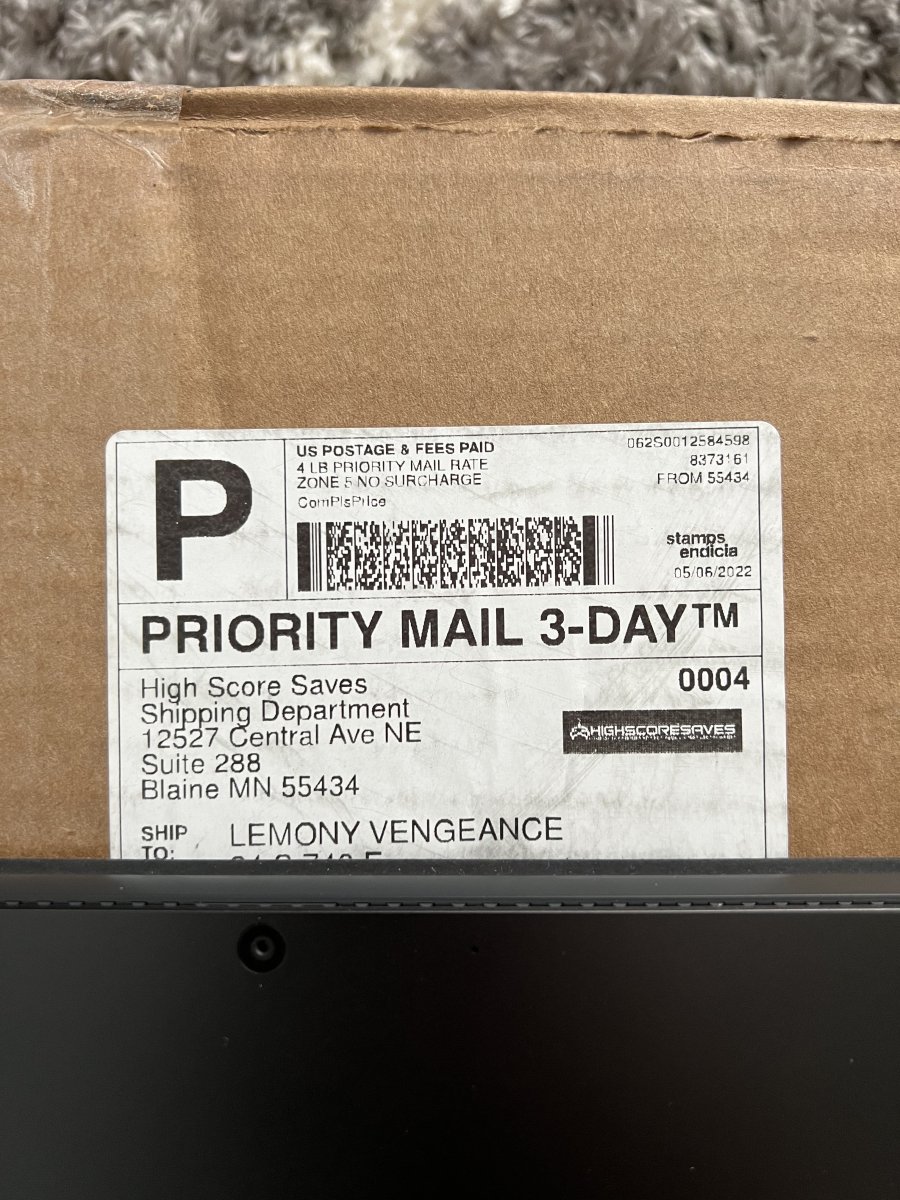 P
US POSTAGE & FEES PAID
4 LB PRIORITY MAIL RATE
ZONE 5 NO SURCHARGE
ComPlsPrice
062S0012584598
8373161
FROM 55434
stamps
endicia
05/06/2022
PRIORITY MAIL 3-DAY™
High Score Saves
Shipping Department
12527 Central Ave NE
Suite 288
Blaine MN 55434
0004
HIGHSCORESAVES
SHIP
TO:
LEMONY VENGEANCE